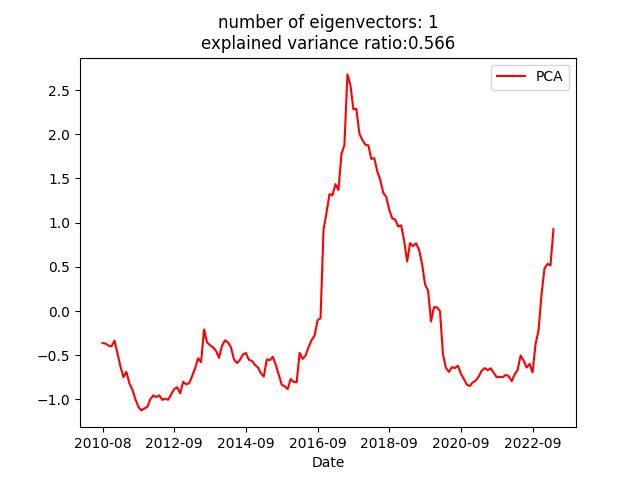 number of eigenvectors: 1
explained variance ratio:0.566
PCA
2.5
2.0
1.5
1.0
0.5
0.0
−0.5
−1.0
2010-08 2012-09 2014-09 2016-09 2018-09 2020-09 2022-09
Date